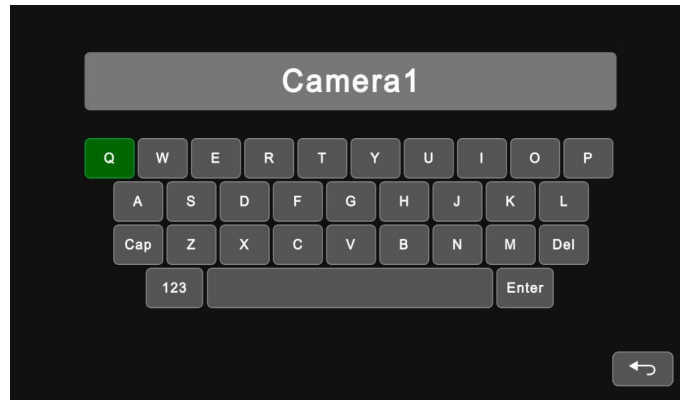 Camera1
Q W E R T Y U I O P
A S D F G H J K L
Cap Z X C V B N M Del
123 Enter